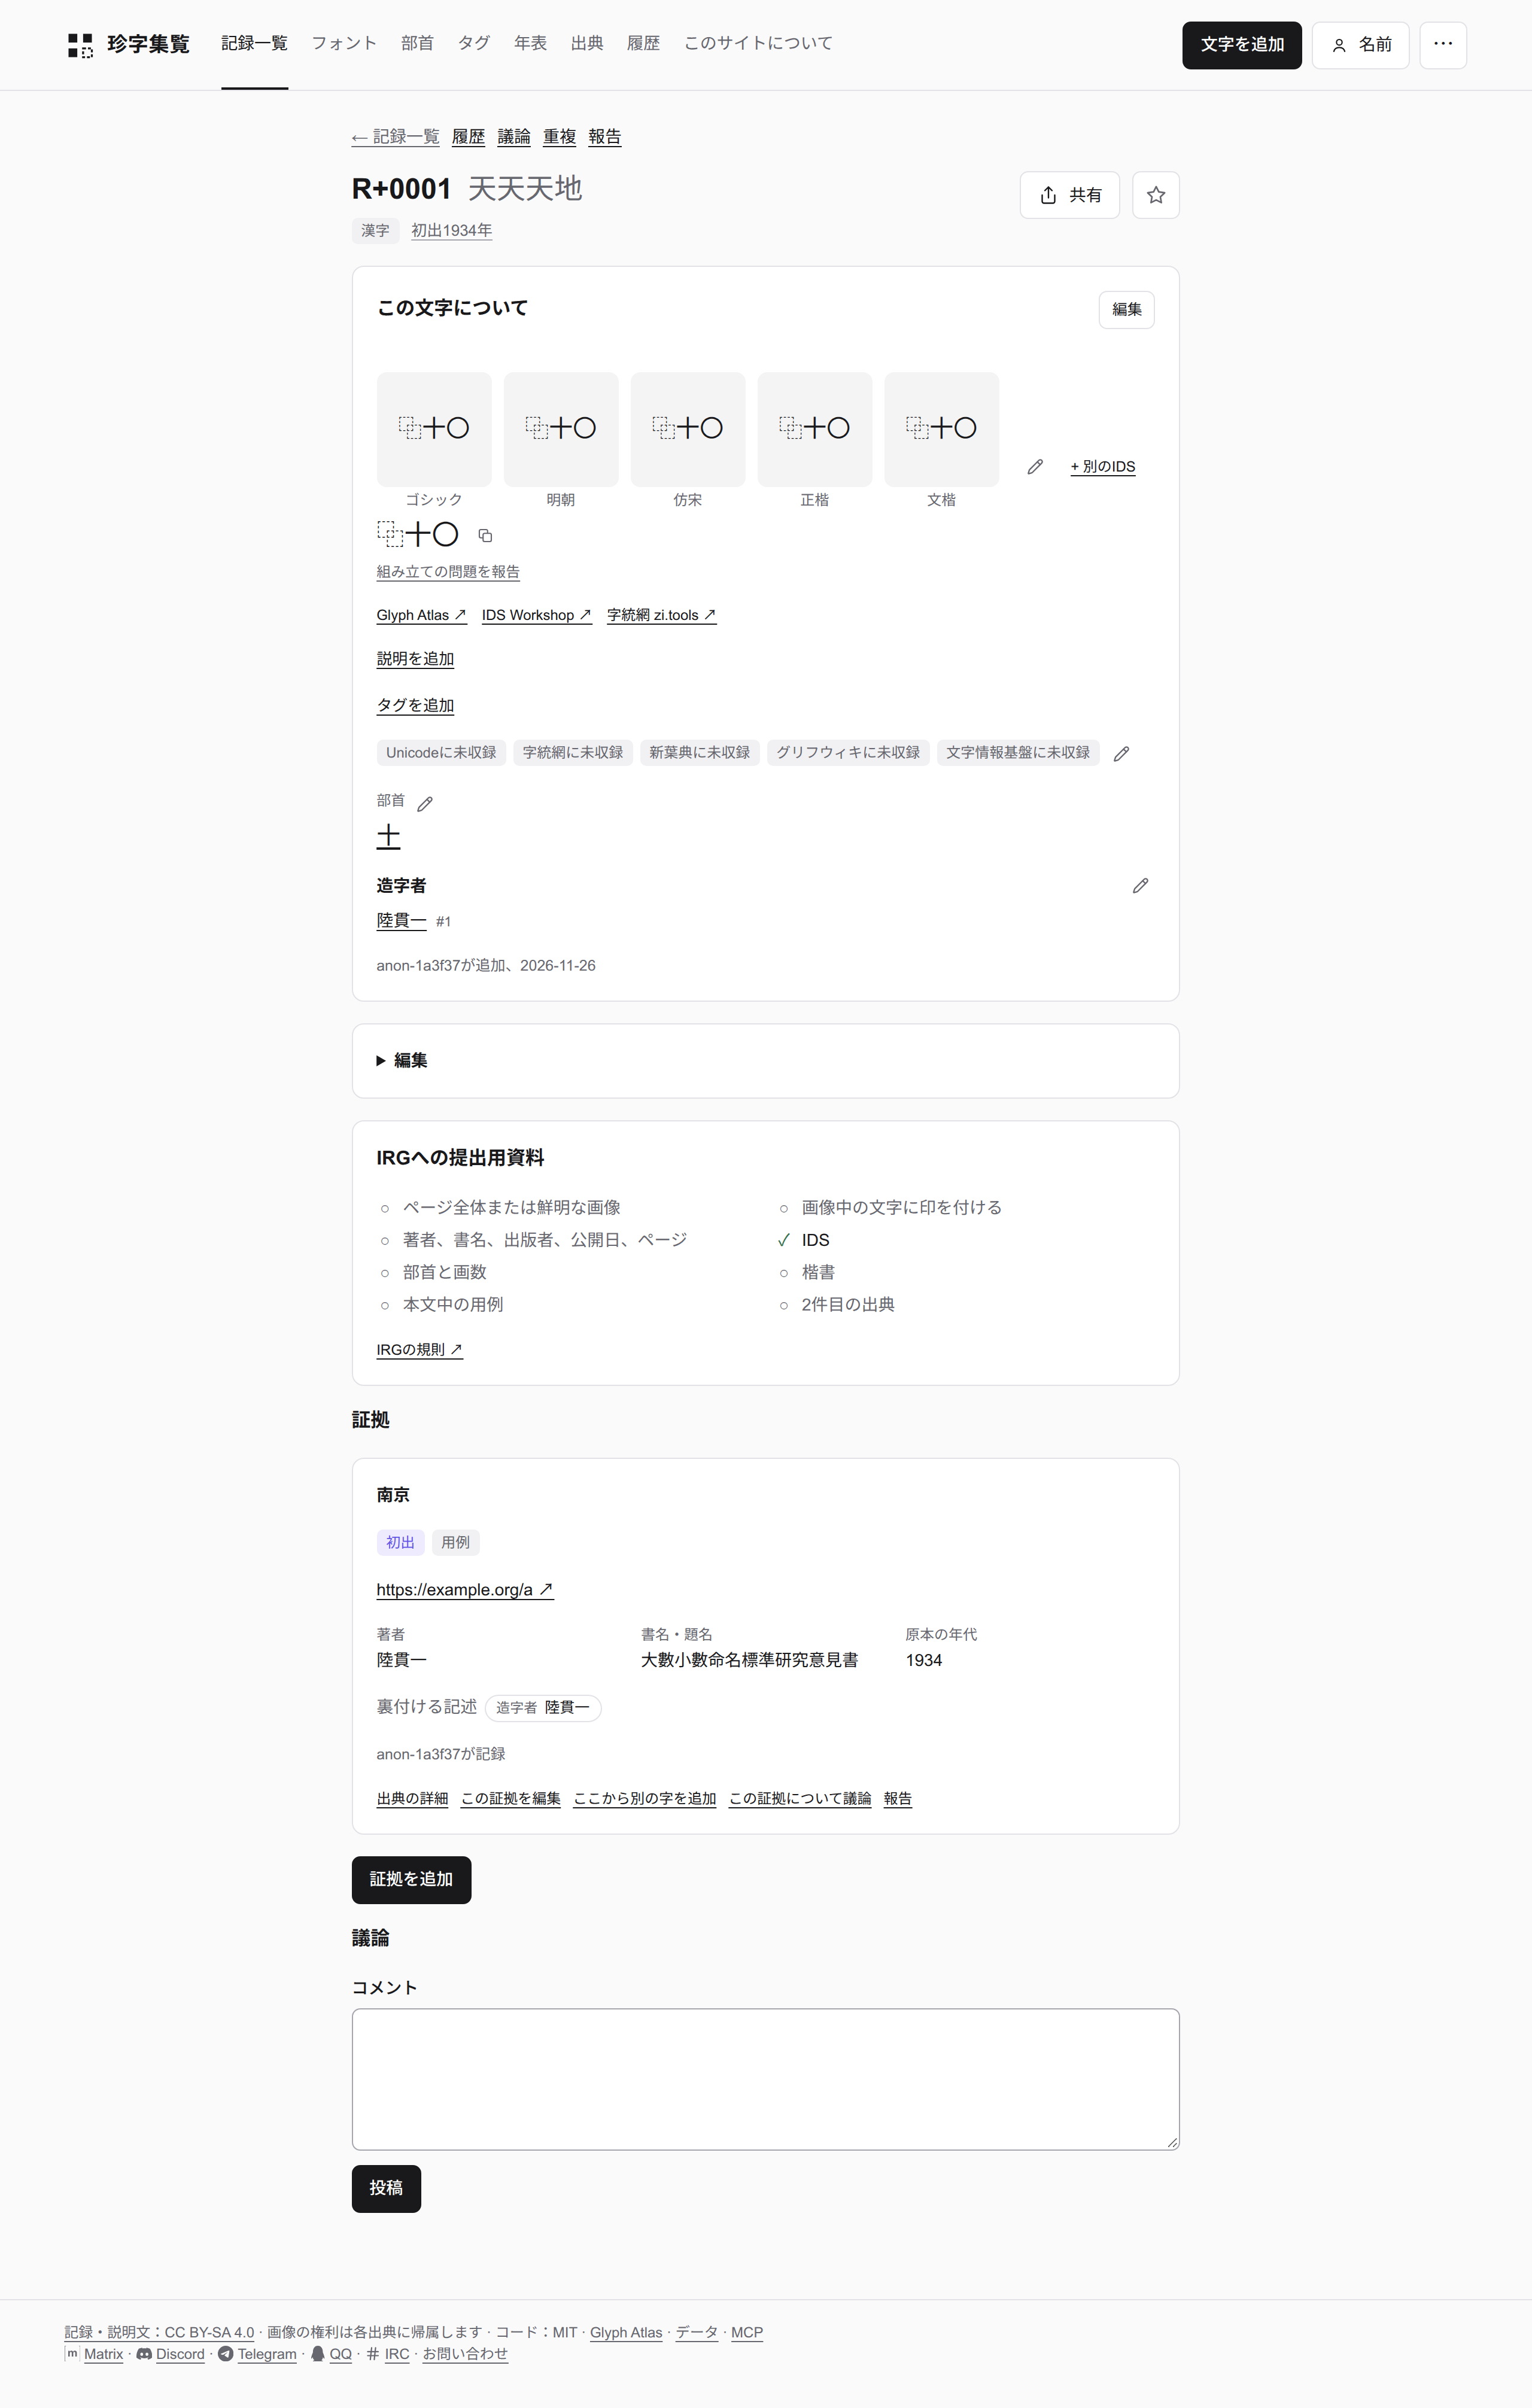 珍字集覧 記録一覧 フォント 部首 タグ 年表 出典 履歴 このサイトについて 文字を追加 名前 …
← 記録一覧 履歴 議論 重複 報告
R+0001 天天天地
共有
漢字 初出1934年
この文字について 編集
⿻十〇 ⿻十〇 ⿻十〇 ⿻十〇 ⿻十〇
+ 別のIDS
ゴシック 明朝 仿宋 正楷 文楷
⿻十〇
組み立ての問題を報告
Glyph Atlas ↗ IDS Workshop ↗ 字統網 zi.tools ↗
説明を追加
タグを追加
Unicodeに未収録 字統網に未収録 新葉典に未収録 グリフウィキに未収録 文字情報基盤に未収録
部首
土
造字者
陸貫一 #1
anon-1a3f37が追加、2026-11-26
▶ 編集
IRGへの提出用資料
○ ページ全体または鮮明な画像 ○ 画像中の文字に印を付ける
○ 著者、書名、出版者、公開日、ページ ✓ IDS
○ 部首と画数 ○ 楷書
○ 本文中の用例 ○ 2件目の出典
IRGの規則 ↗
証拠
南京
初出 用例
https://example.org/a ↗
著者 書名・題名 原本の年代
陸貫一 大數小數命名標準研究意見書 1934
裏付ける記述 造字者 陸貫一
anon-1a3f37が記録
出典の詳細 この証拠を編集 ここから別の字を追加 この証拠について議論 報告
証拠を追加
議論
コメント
投稿
記録・説明文：CC BY-SA 4.0 · 画像の権利は各出典に帰属します · コード：MIT · Glyph Atlas · データ · MCP
[m] Matrix · Discord · Telegram · QQ · # IRC · お問い合わせ